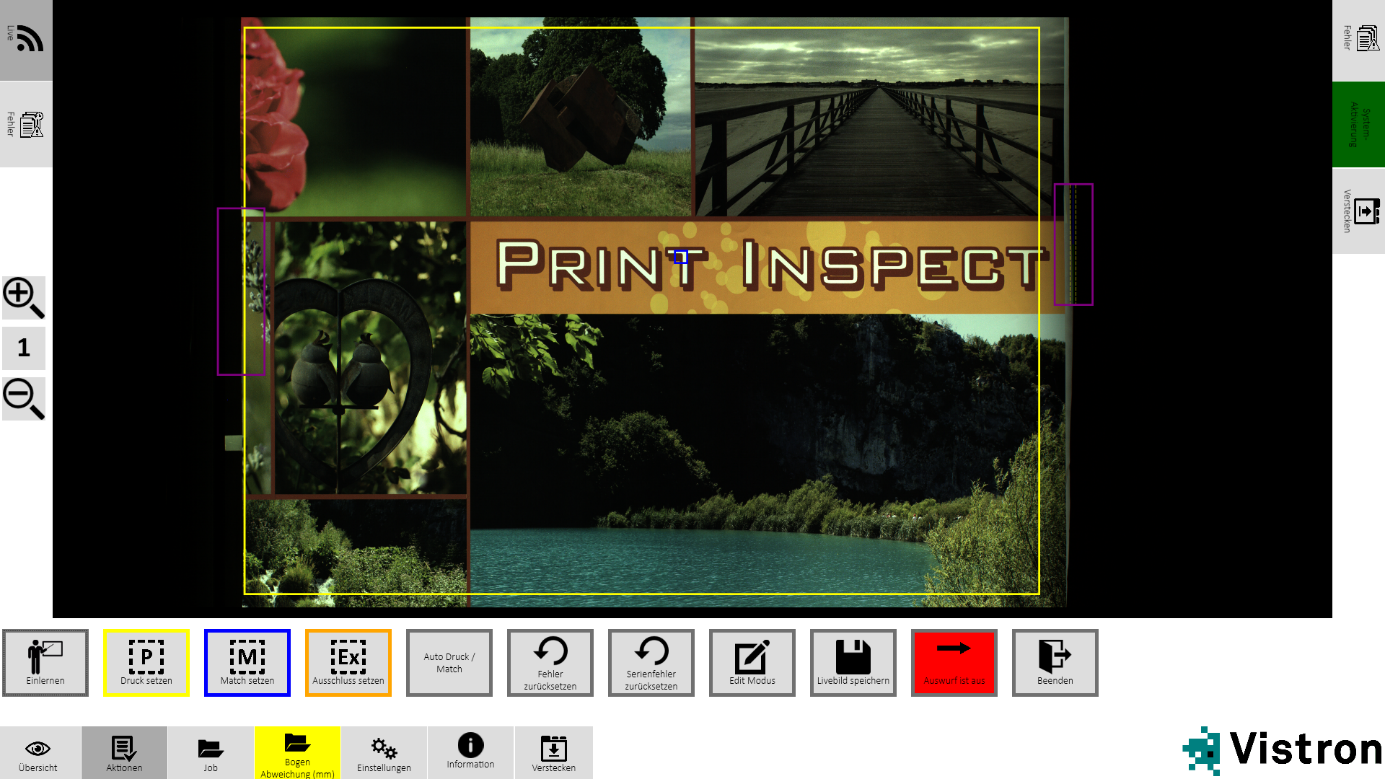 Live
Fehler
Fehler
System-
Aktivierung
Verstecken
PRINT INSPECT
1
Einlernen
P
Druck setzen
M
Match setzen
Ex
Ausschluss setzen
Auto Druck /
Match
Fehler
zurücksetzen
Serienfehler
zurücksetzen
Edit Modus
Livebild speichern
Auswurf ist aus
Beenden
Übersicht
Aktionen
Job
Bogen
Abweichung (mm)
Einstellungen
Information
Verstecken
Vistron